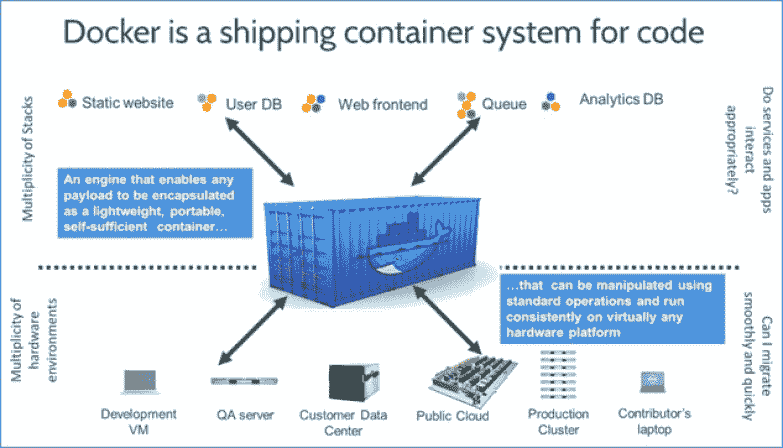 Docker is a shipping container system for code
Multiplicity of Stacks
Static website
User DB
Web frontend
Queue
Analytics DB
Do services and apps
interact
appropriately?
An engine that enables any
payload to be encapsulated
as a lightweight, portable,
self-sufficient container…
Multiplicity of
hardware
environments
…that can be manipulated using
standard operations and run
consistently on virtually any
hardware platform
Can I migrate
smoothly and quickly
Development
VM
QA server
Customer Data
Center
Public Cloud
Production
Cluster
Contributor's
laptop